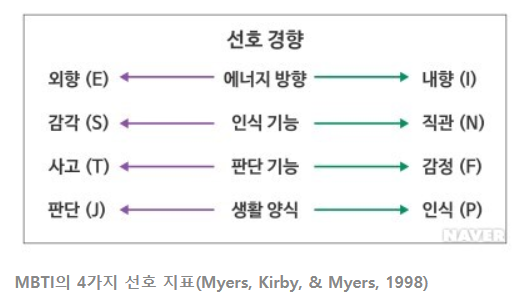 선호 경향
외향 (E) 에너지 방향 내향 (I)
감각 (S) 인식 기능 직관 (N)
사고 (T) 판단 기능 감정 (F)
판단 (J) 생활 양식 인식 (P)
NAVER
MBTI의 4가지 선호 지표(Myers, Kirby, & Myers, 1998)